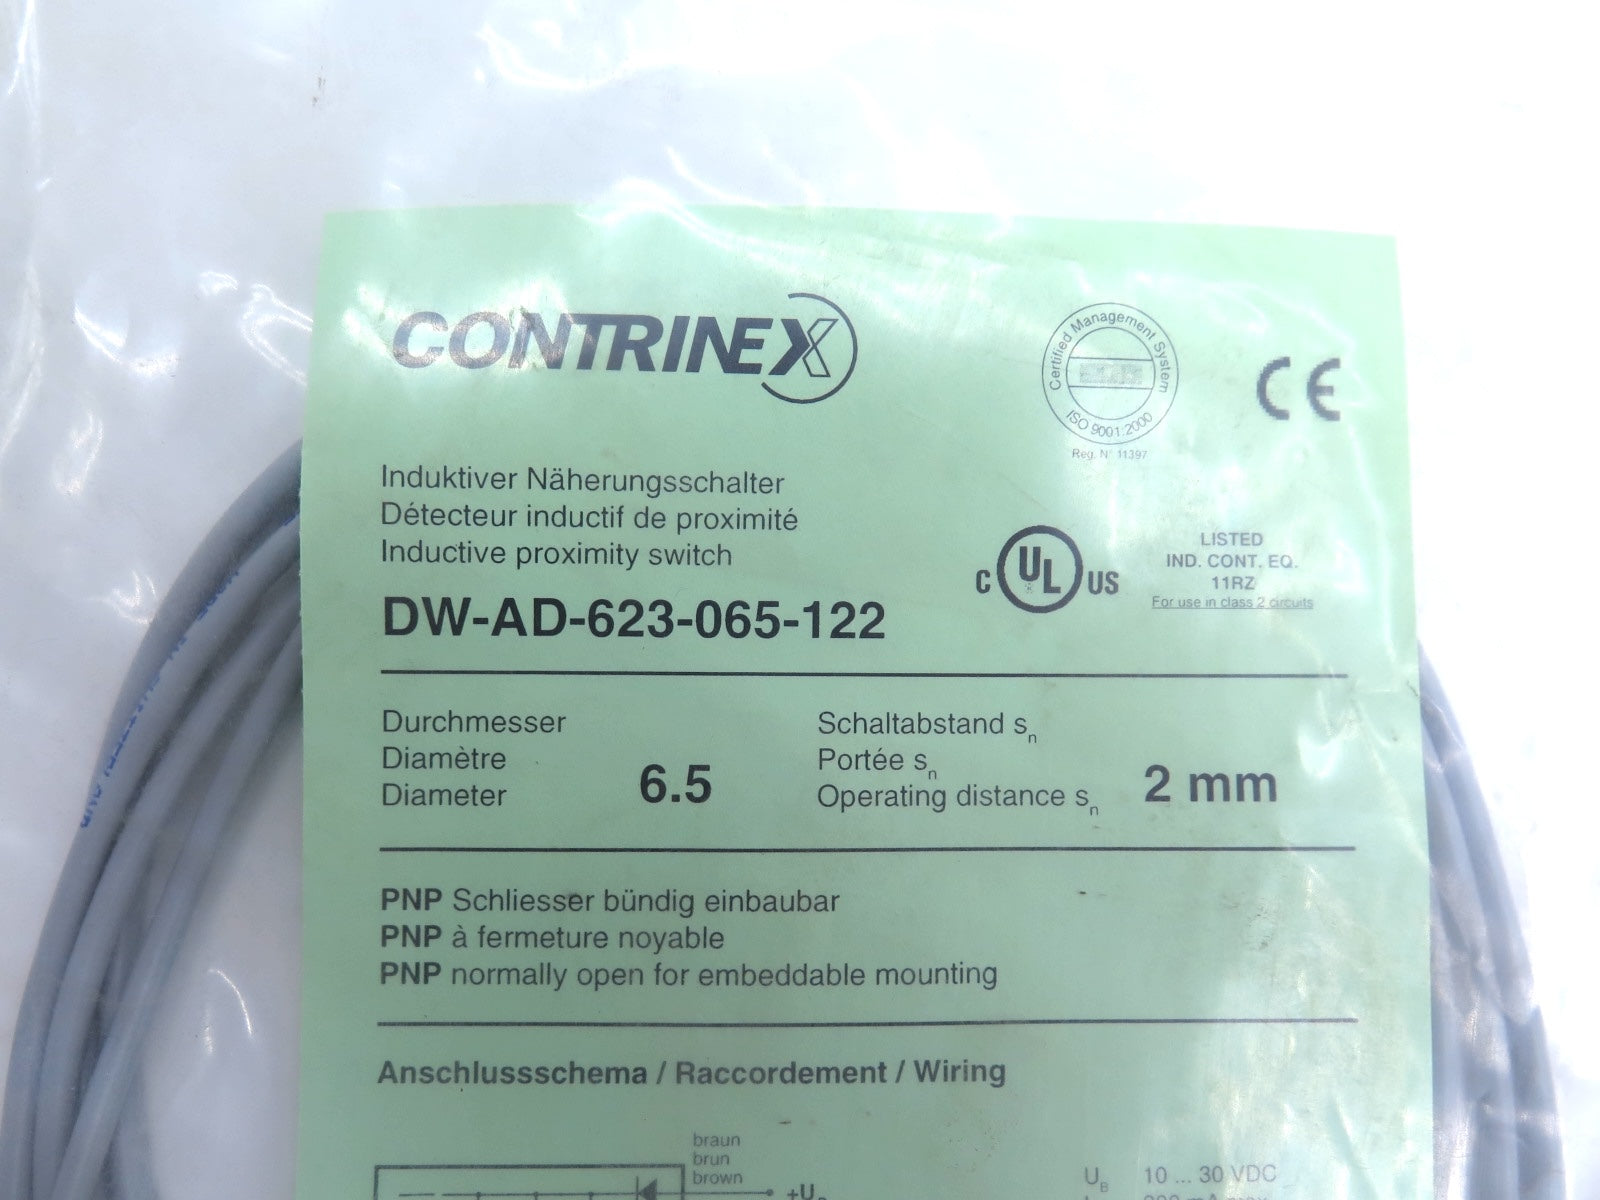 CONTRINEX
Certified Management System
ISO 9001:2000
Reg. N° 11397
CE
Induktiver Näherungsschalter
Détecteur inductif de proximité
Inductive proximity switch
DW-AD-623-065-122
C UL US
LISTED
IND. CONT. EQ.
11RZ
For use in class 2 circuits
Durchmesser
Diamètre
Diameter
6.5
Schaltabstand sn
Portée sn
Operating distance sn
2 mm
PNP Schliesser bündig einbaubar
PNP à fermeture noyable
PNP normally open for embeddable mounting
Anschlussschema / Raccordement / Wiring
braun
brun
brown
+UB
UB 10 ... 30 VDC